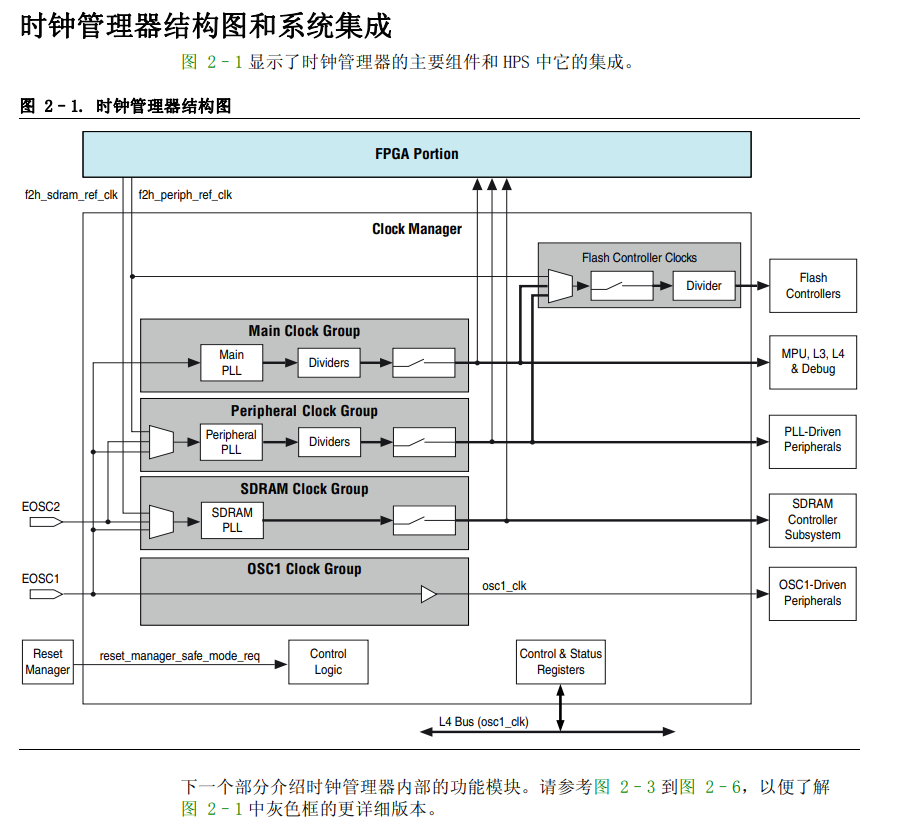 时钟管理器结构图和系统集成
图 2-1 显示了时钟管理器的主要组件和 HPS 中它的集成。
图 2-1. 时钟管理器结构图
FPGA Portion
f2h_sdram_ref_clk
f2h_periph_ref_clk
Clock Manager
Flash Controller Clocks
Divider
Flash
Controllers
Main Clock Group
Main
PLL
Dividers
MPU, L3, L4
& Debug
Peripheral Clock Group
Peripheral
PLL
Dividers
PLL-Driven
Peripherals
SDRAM Clock Group
EOSC2
SDRAM
PLL
SDRAM
Controller
Subsystem
OSC1 Clock Group
EOSC1
osc1_clk
OSC1-Driven
Peripherals
Reset
Manager
reset_manager_safe_mode_req
Control
Logic
Control & Status
Registers
L4 Bus (osc1_clk)
下一个部分介绍时钟管理器内部的功能模块。请参考图 2-3 到图 2-6，以便了解
图 2-1 中灰色框的更详细版本。